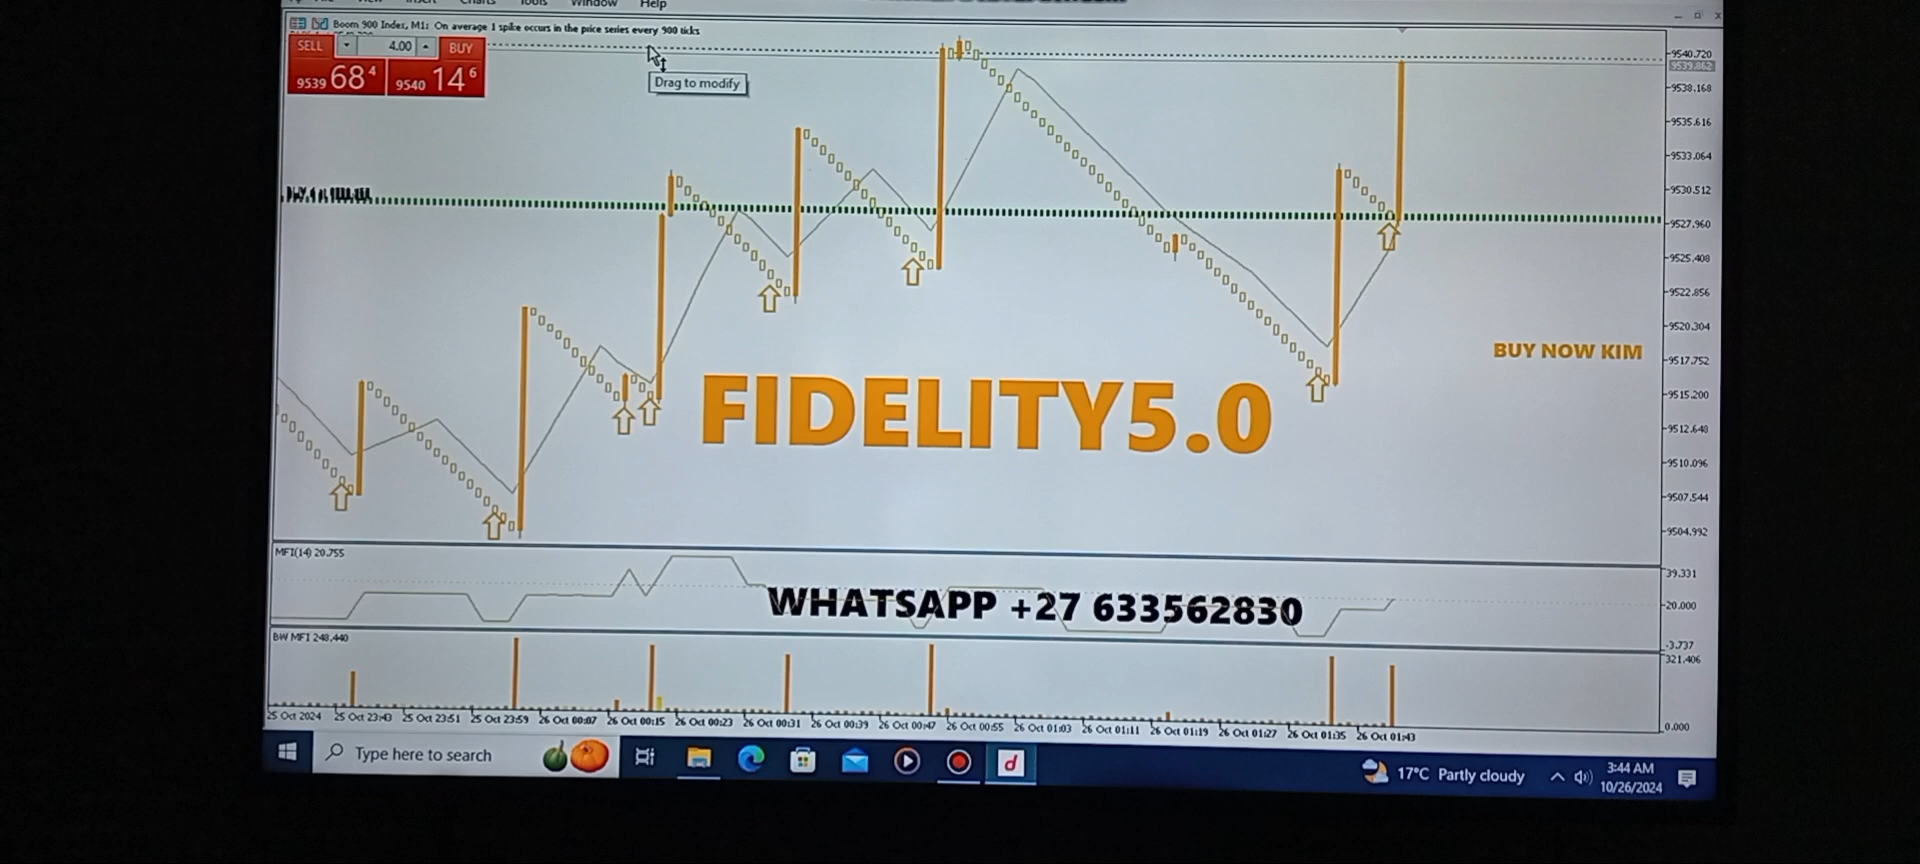 Charts
Tools
Window
Help
Boom 900 Index, M1: On average 1 spike occurs in the price series every 900 ticks
SELL
4.00
BUY
9539 68 4
9540 14 6
Drag to modify
9540.720
9539.862
9538.168
9535.616
9533.064
9530.512
9527.960
9525.408
9522.856
9520.304
9517.752
9515.200
9512.648
9510.096
9507.544
9504.992
BUY NOW KIM
FIDELITY5.0
MFI(14) 20.755
39.331
20.000
-3.737
WHATSAPP +27 633562830
BW MFI 248.440
321.406
0.000
25 Oct 2024
25 Oct 23:43
25 Oct 23:51
25 Oct 23:59
26 Oct 00:07
26 Oct 00:15
26 Oct 00:23
26 Oct 00:31
26 Oct 00:39
26 Oct 00:47
26 Oct 00:55
26 Oct 01:03
26 Oct 01:11
26 Oct 01:19
26 Oct 01:27
26 Oct 01:35
26 Oct 01:43
Type here to search
d
17°C Partly cloudy
3:44 AM
10/26/2024